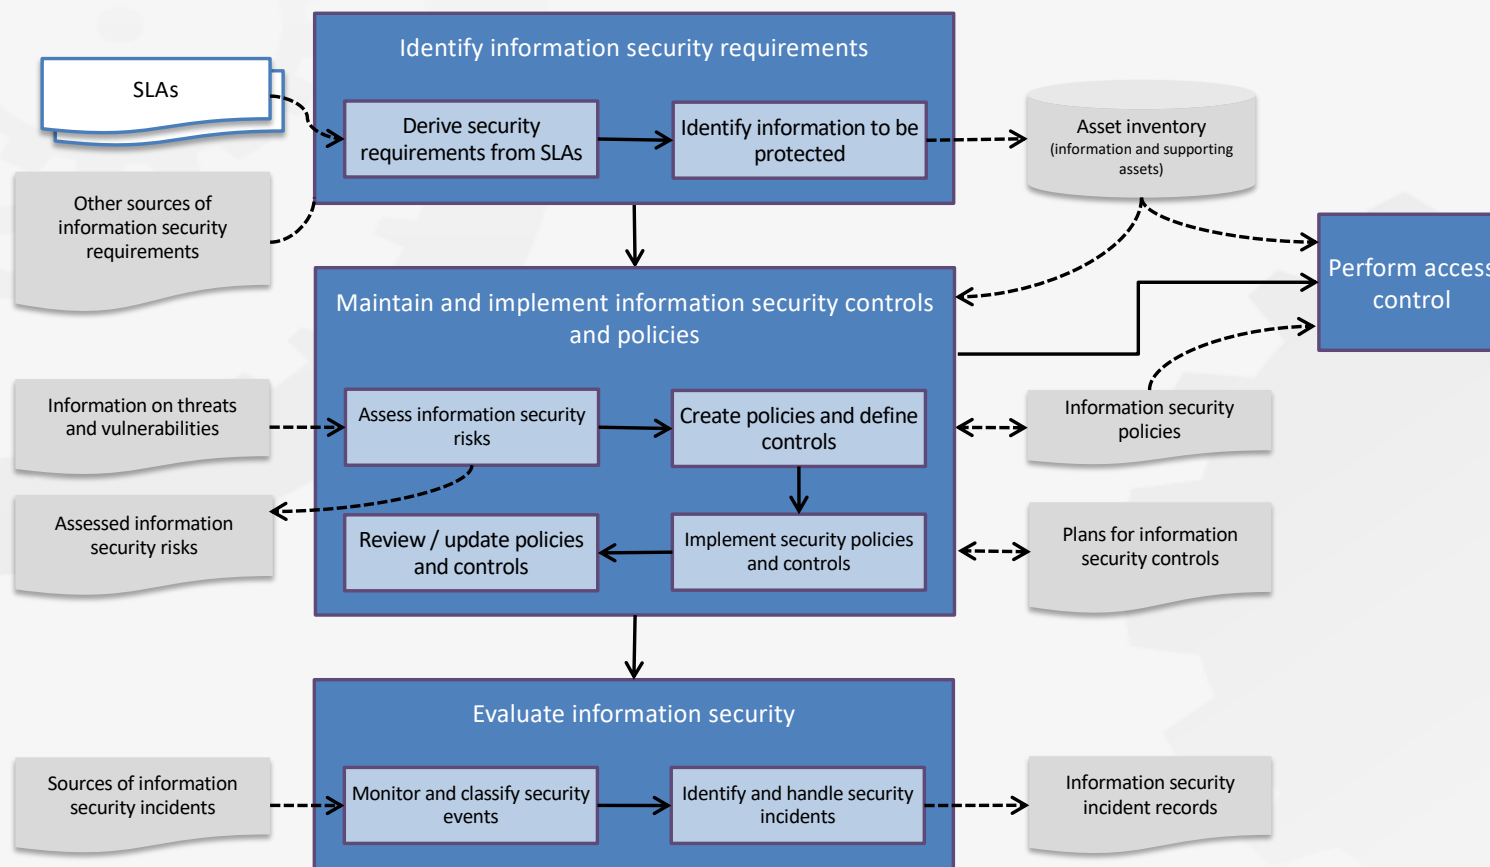 Identify information security requirements
SLAs
Derive security
requirements from SLAs
Identify information to be
protected
Asset inventory
(information and supporting
assets)
Other sources of
information security
requirements
Perform access
control
Maintain and implement information security controls
and policies
Information on threats
and vulnerabilities
Assess information security
risks
Create policies and define
controls
Information security
policies
Assessed information
security risks
Review / update policies
and controls
Implement security policies
and controls
Plans for information
security controls
Evaluate information security
Sources of information
security incidents
Monitor and classify security
events
Identify and handle security
incidents
Information security
incident records